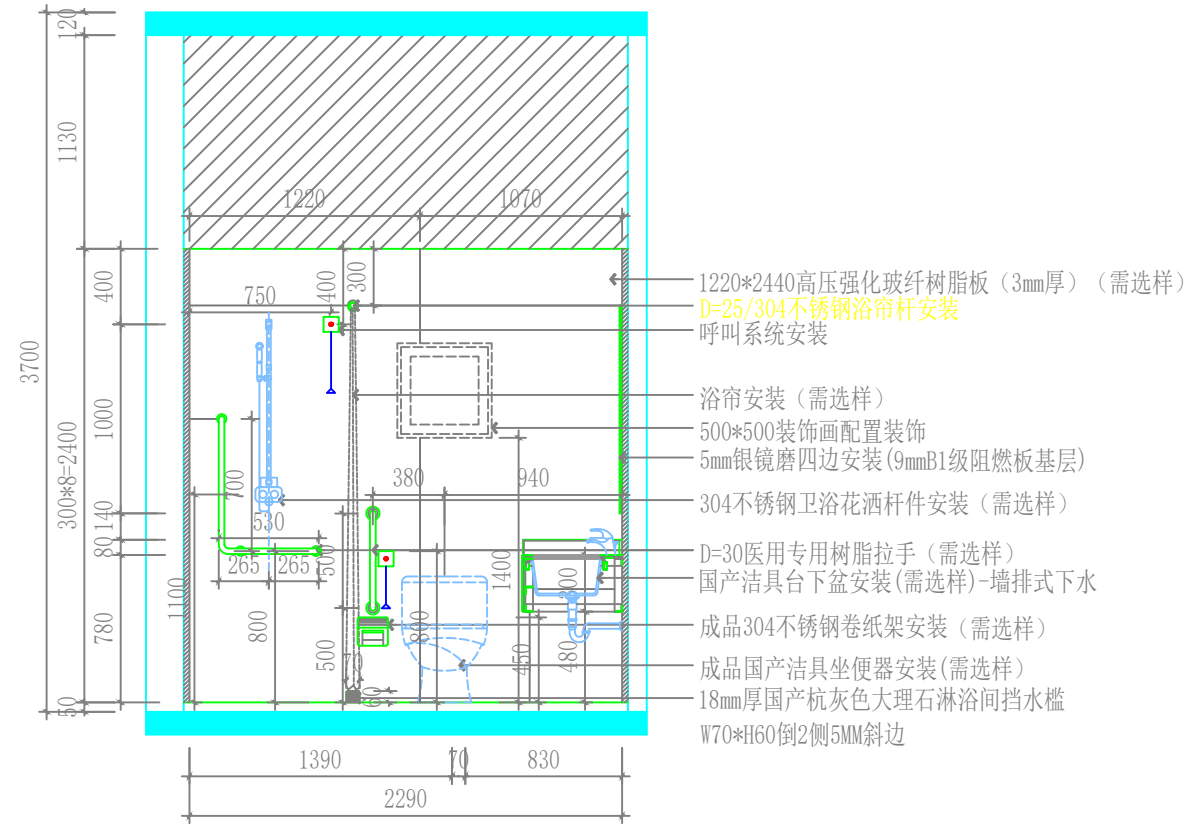 120
1130
1220
1070
3700
400
1000
300*8=2400
140
80
780
50
750
400
300
700
530
265
265
1100
800
500
500
380
940
1400
800
800
450
480
70
60
1220*2440高压强化玻纤树脂板（3mm厚）（需选样）
D=25/304不锈钢浴帘杆安装
呼叫系统安装
浴帘安装（需选样）
500*500装饰画配置装饰
5mm银镜磨四边安装(9mmB1级阻燃板基层)
304不锈钢卫浴花洒杆件安装（需选样）
D=30医用专用树脂拉手（需选样）
国产洁具台下盆安装(需选样)-墙排式下水
成品304不锈钢卷纸架安装（需选样）
成品国产洁具坐便器安装(需选样）
18mm厚国产杭灰色大理石淋浴间挡水槛
W70*H60倒2侧5MM斜边
1390
70
830
2290